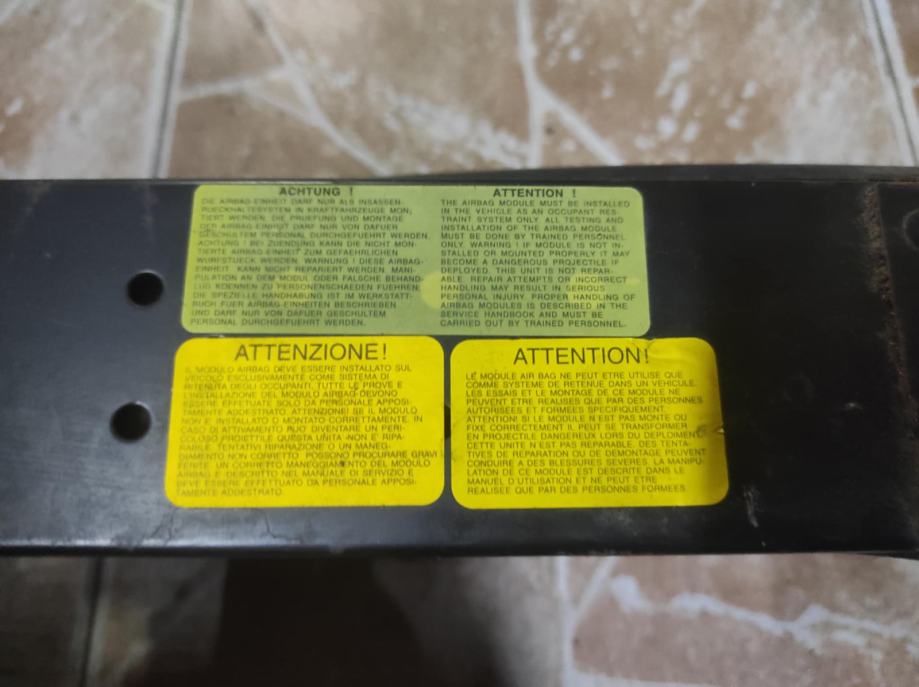 ACHTUNG !
DIE AIRBAG-EINHEIT DARF NUR ALS INSASSEN-
RUECKHALTESYSTEM IN KRAFTFAHRZEUGE MON-
TIERT WERDEN. DIE PRUEFUNG UND MONTAGE
DER AIRBAG-EINHEIT DARF NUR VON DAFUER
GESCHULTEM PERSONAL DURCHGEFUEHRT WERDEN.
ACHTUNG ! BEI ZUENDUNG KANN DIE NICHT MON-
TIERTE AIRBAG-EINHEIT ZUM GEFAEHRLICHEN
WURFSTUECK WERDEN. WARNUNG ! DIESE AIRBAG-
EINHEIT KANN NICHT REPARIERT WERDEN. MANI-
PULATION AN DEM MODUL ODER FALSCHE BEHAND-
LUG KOENNEN ZU PERSONENSCHAEDEN FUEHREN.
DIE SPEZIELLE HANDHABUNG IST IM WERKSTATT-
BUCH FUER AIRBAG-EINHEITEN BESCHRIEBEN
UND DARF NUR VON DAFUER GESCHULTEM
PERSONAL DURCHGEFUEHRT WERDEN.
ATTENTION !
THE AIRBAG MODULE MUST BE INSTALLED
IN THE VEHICLE AS AN OCCUPANT RES-
TRAINT SYSTEM ONLY. ALL TESTING AND
INSTALLATION OF THE AIRBAG MODULE
MUST BE DONE BY TRAINED PERSONNEL
ONLY. WARNING ! IF MODULE IS NOT IN-
STALLED OR MOUNTED PROPERLY IT MAY
BECOME A DANGEROUS PROJECTILE IF
DEPLOYED. THIS UNIT IS NOT REPAR-
ABLE. REPAIR ATTEMPTS OR INCORRECT
HANDLING MAY RESULT IN SERIOUS
PERSONAL INJURY. PROPER HANDLING OF
AIRBAG MODULES IS DESCRIBED IN THE
SERVICE HANDBOOK AND MUST BE
CARRIED OUT BY TRAINED PERSONNEL.
ATTENZIONE!
IL MODULO AIRBAG DEVE ESSERE INSTALLATO SUL
VEICOLO ESCLUSIVAMENTE COME SISTEMA DI
RITENUTA DEGLI OCCUPANTI. TUTTE LE PROVE E
L'INSTALLAZIONE DEL MODULO AIRBAG DEVONO
ESSERE EFFETUATE SOLO DA PERSONALE APPOSI-
TAMENTE ADDESTRATO. ATTENZIONE! SE IL MODULO
NON E' INSTALLATO O MONTATO CORRETTAMENTE, IN
CASO DI ATTIVAMENTO PUO' DIVENTARE UN PERI-
COLOSO PROIETTILE. QUESTA UNITA' NON E' RIPA-
RABILE. TENTATIVI RIPARAZIONE O UN MANEG-
GIAMENTO NON CORRETTO POSSONO PROCURARE GRAVI
FERITE. UN CORRETTO MANEGGIAMENTO DEL MODULO
AIRBAG E' DESCRITTO NEL MANUALE DI SERVIZIO E
DEVE ESSERE EFFETTUATO DA PERSONALE APPOSI-
TAMENTE ADDESTRATO.
ATTENTION!
LE MODULE AIR BAG NE PEUT ETRE UTILISE QUE
COMME SYSTEME DE RETENUE DANS UN VEHICULE.
LES ESSAIS ET LE MONTAGE DE CE MODULE NE
PEUVENT ETRE REALISES QUE PAR DES PERSONNES
AUTORISEES ET FORMEES SPECIFIQUEMENT.
ATTENTION! SI LE MODULE N'EST PAS MONTE OU
FIXE CORRECTEMENT IL PEUT SE TRANSFORMER
EN PROJECTILE DANGEREUX LORS DU DEPLOIMENT.
CETTE UNITE N'EST PAS REPARABLE. DES TENTA-
TIVES DE REPARATION OU DE DEMONTAGE PEUVENT
CONDUIRE A DES BLESSURES SEVERES. LA MANIPU-
LATION DE CE MODULE EST DECRITE DANS LE
MANUEL D'UTILISATION ET NE PEUT ETRE
REALISEE QUE PAR DES PERSONNES FORMEES.